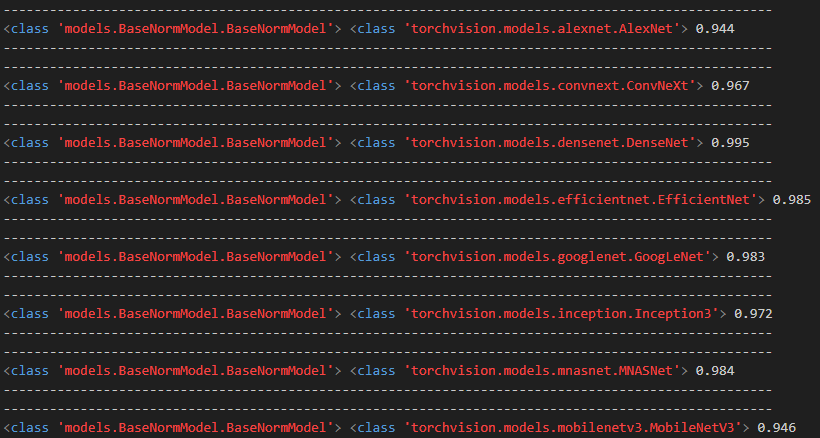 ----------------------------------------------------------------------------------------------------
<class 'models.BaseNormModel.BaseNormModel'> <class 'torchvision.models.alexnet.AlexNet'> 0.944
----------------------------------------------------------------------------------------------------
----------------------------------------------------------------------------------------------------
<class 'models.BaseNormModel.BaseNormModel'> <class 'torchvision.models.convnext.ConvNeXt'> 0.967
----------------------------------------------------------------------------------------------------
----------------------------------------------------------------------------------------------------
<class 'models.BaseNormModel.BaseNormModel'> <class 'torchvision.models.densenet.DenseNet'> 0.995
----------------------------------------------------------------------------------------------------
----------------------------------------------------------------------------------------------------
<class 'models.BaseNormModel.BaseNormModel'> <class 'torchvision.models.efficientnet.EfficientNet'> 0.985
----------------------------------------------------------------------------------------------------
----------------------------------------------------------------------------------------------------
<class 'models.BaseNormModel.BaseNormModel'> <class 'torchvision.models.googlenet.GoogLeNet'> 0.983
----------------------------------------------------------------------------------------------------
----------------------------------------------------------------------------------------------------
<class 'models.BaseNormModel.BaseNormModel'> <class 'torchvision.models.inception.Inception3'> 0.972
----------------------------------------------------------------------------------------------------
----------------------------------------------------------------------------------------------------
<class 'models.BaseNormModel.BaseNormModel'> <class 'torchvision.models.mnasnet.MNASNet'> 0.984
----------------------------------------------------------------------------------------------------
----------------------------------------------------------------------------------------------------
<class 'models.BaseNormModel.BaseNormModel'> <class 'torchvision.models.mobilenetv3.MobileNetV3'> 0.946